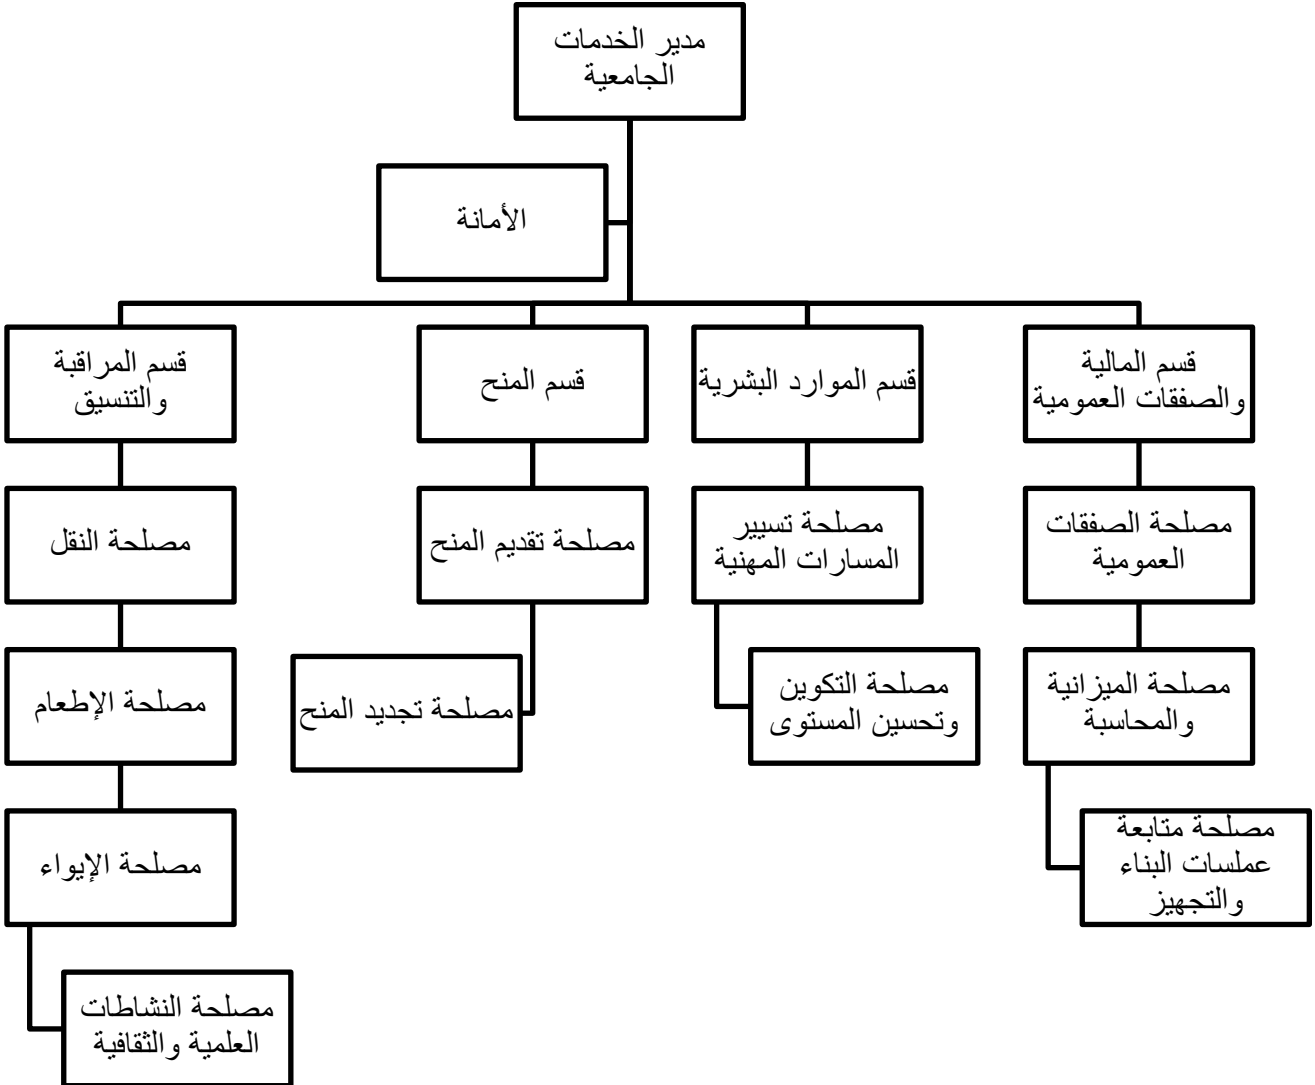 مدير الخدمات
الجامعية
الأمانة
قسم المالية
والصفقات العمومية
قسم الموارد البشرية
قسم المنح
قسم المراقبة
والتنسيق
مصلحة الصفقات
العمومية
مصلحة تسيير
المسارات المهنية
مصلحة تقديم المنح
مصلحة النقل
مصلحة الميزانية
والمحاسبة
مصلحة التكوين
وتحسين المستوى
مصلحة تجديد المنح
مصلحة الإطعام
مصلحة متابعة
عملسات البناء
والتجهيز
مصلحة الإيواء
مصلحة النشاطات
العلمية والثقافية